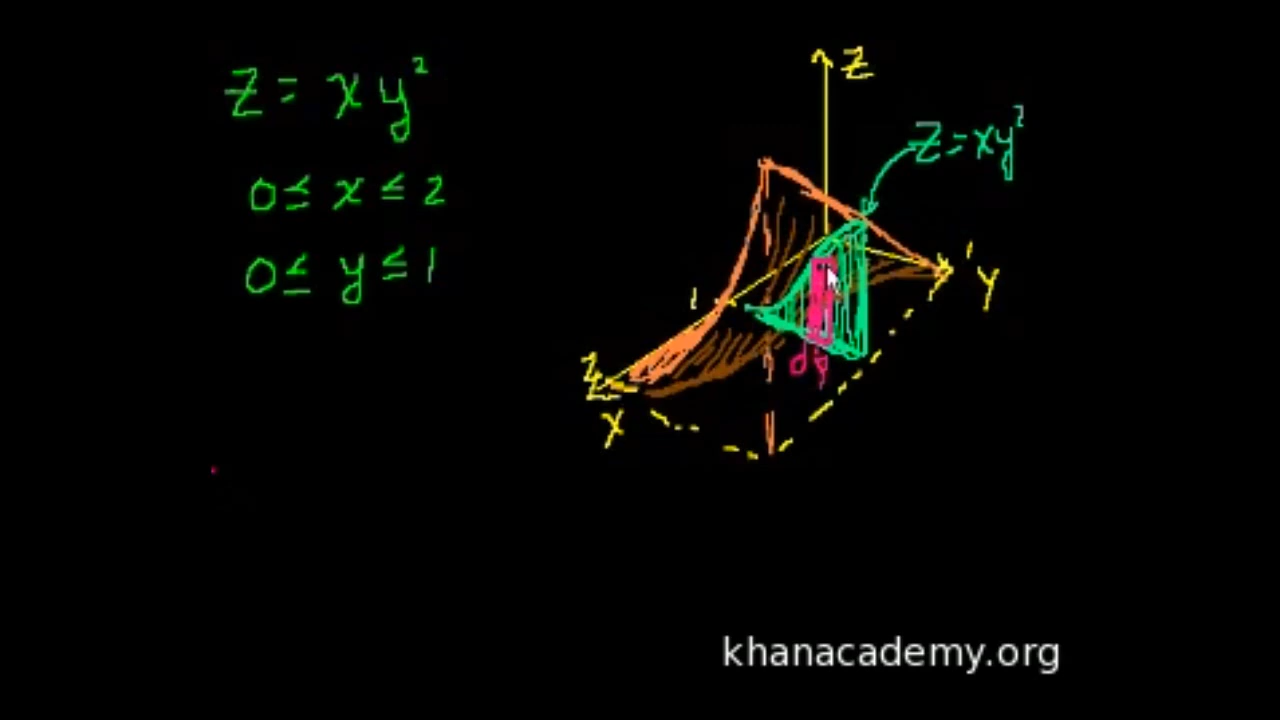 z = xy²
0 ≤ x ≤ 2
0 ≤ y ≤ 1
z
z = xy²
1
y
1
2
x
dy
khanacademy.org